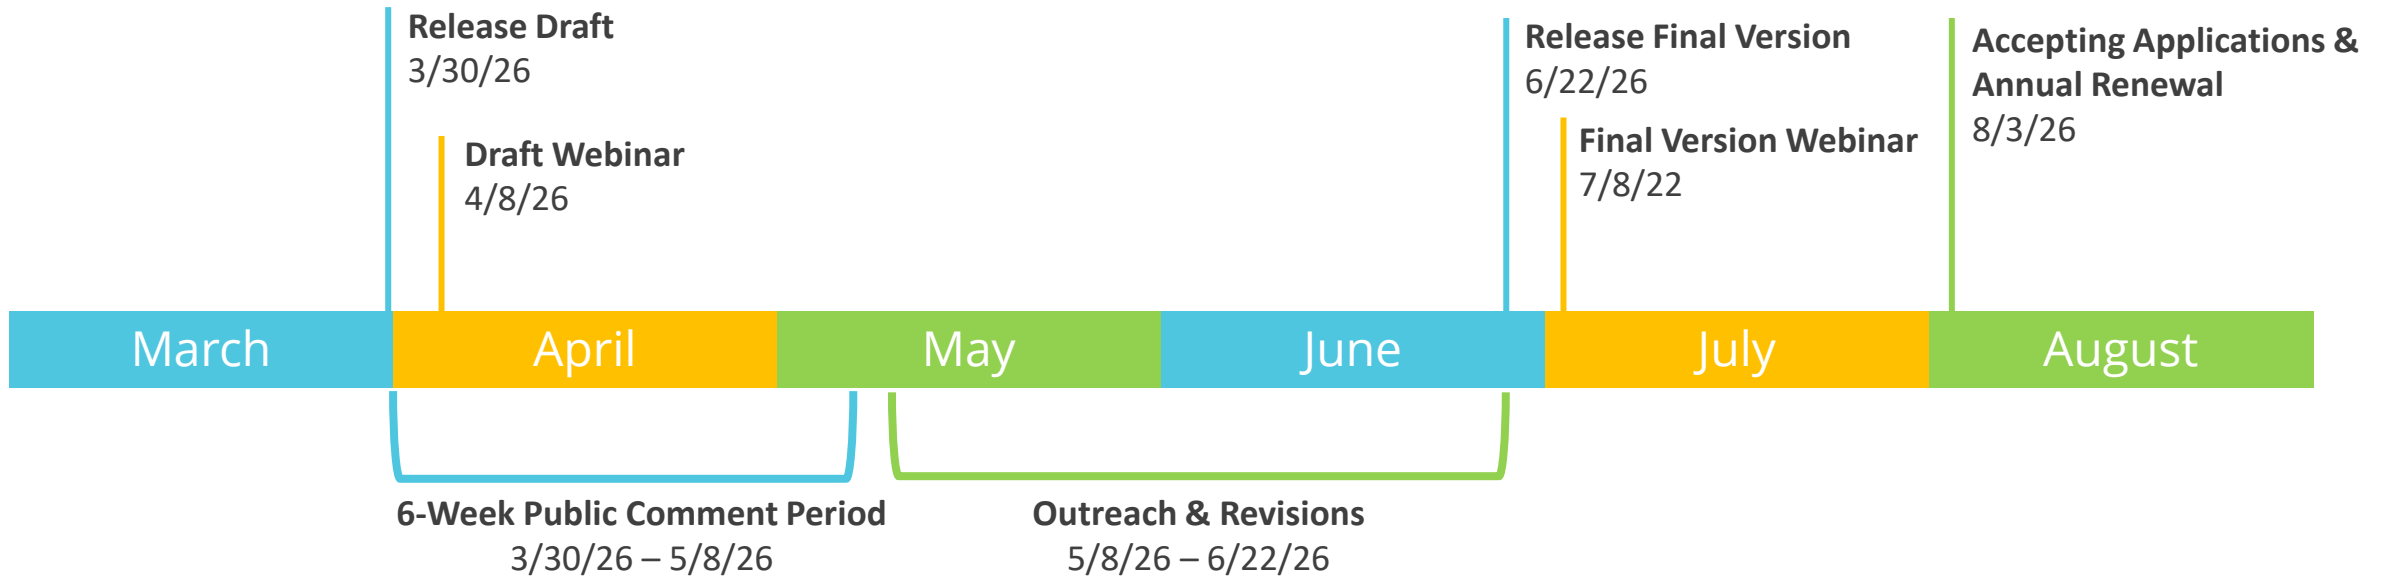 Release Draft
3/30/26
Draft Webinar
4/8/26
Release Final Version
6/22/26
Final Version Webinar
7/8/22
Accepting Applications &
Annual Renewal
8/3/26
March
April
May
June
July
August
6-Week Public Comment Period
3/30/26 – 5/8/26
Outreach & Revisions
5/8/26 – 6/22/26